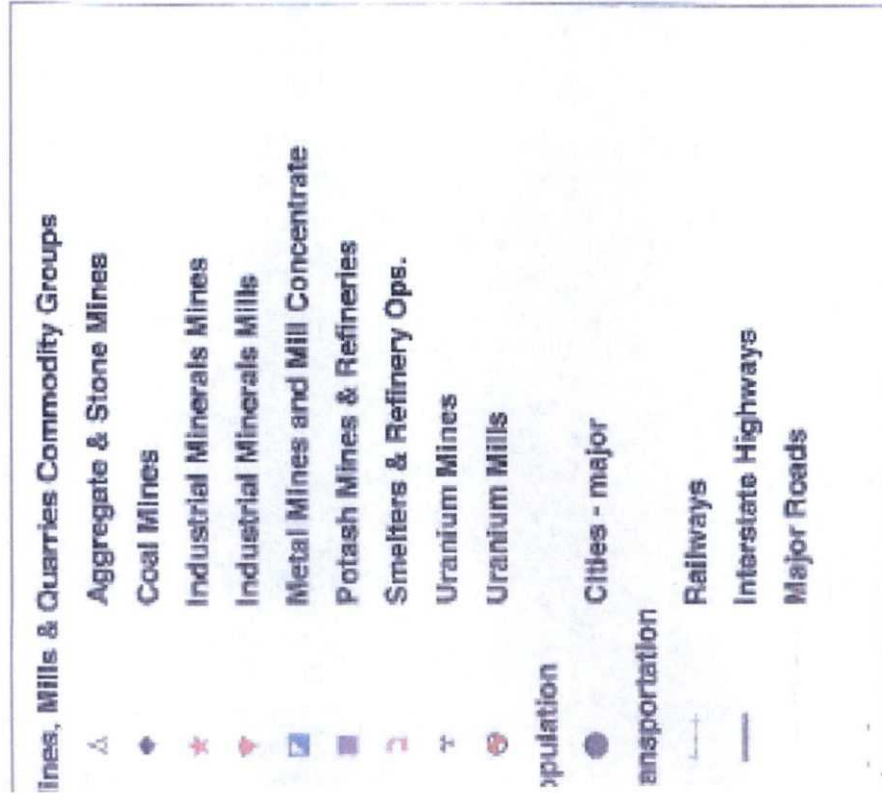 lines, Mills & Quarries Commodity Groups
Aggregate & Stone Mines
Coal Mines
Industrial Minerals Mines
Industrial Minerals Mills
Metal Mines and Mill Concentrate
Potash Mines & Refineries
Smelters & Refinery Ops.
Uranium Mines
Uranium Mills
opulation
Cities - major
ansportation
Railways
Interstate Highways
Major Roads